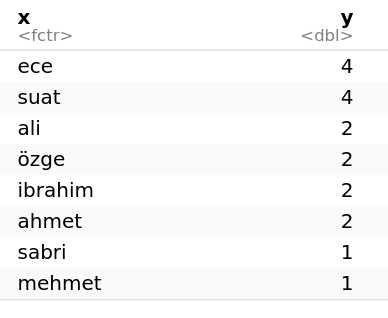 x y
<fctr> <dbl>
ece 4
suat 4
ali 2
özge 2
ibrahim 2
ahmet 2
sabri 1
mehmet 1